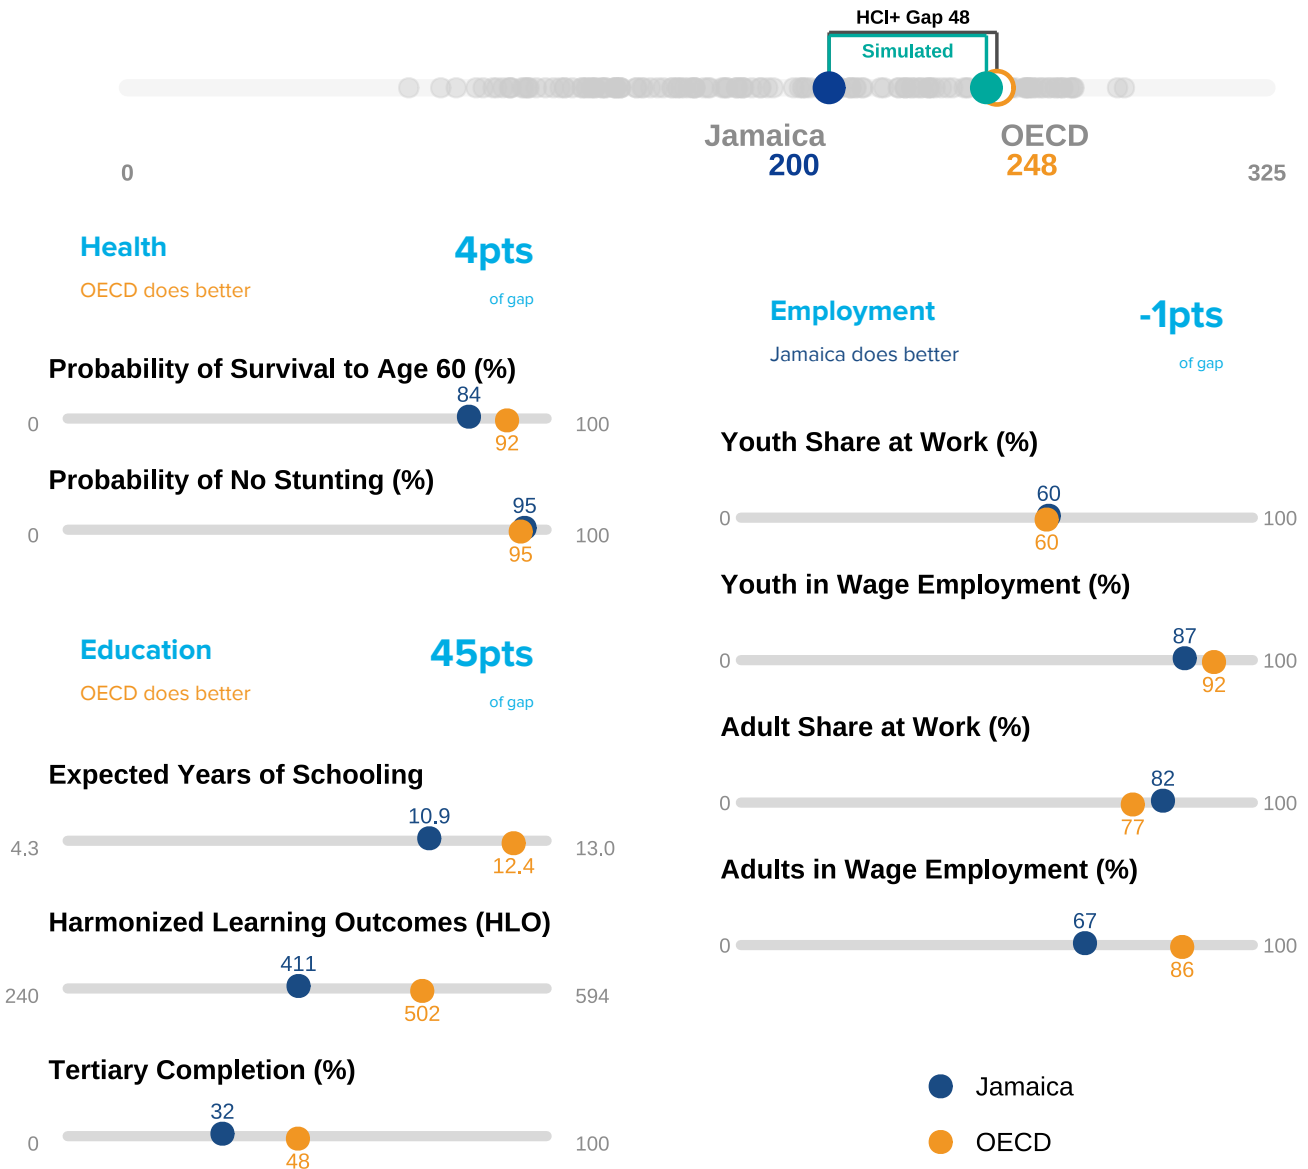 HCI+ Gap 48
Simulated
Jamaica
200
OECD
248
0
325
Health
4pts
OECD does better
of gap
Probability of Survival to Age 60 (%)
84
0
100
92
Probability of No Stunting (%)
95
0
100
95
Education
45pts
OECD does better
of gap
Expected Years of Schooling
10.9
4.3
13.0
12.4
Harmonized Learning Outcomes (HLO)
411
240
594
502
Tertiary Completion (%)
32
0
100
48
Employment
-1pts
Jamaica does better
of gap
Youth Share at Work (%)
60
0
100
60
Youth in Wage Employment (%)
87
0
100
92
Adult Share at Work (%)
82
0
100
77
Adults in Wage Employment (%)
67
0
100
86
Jamaica
OECD